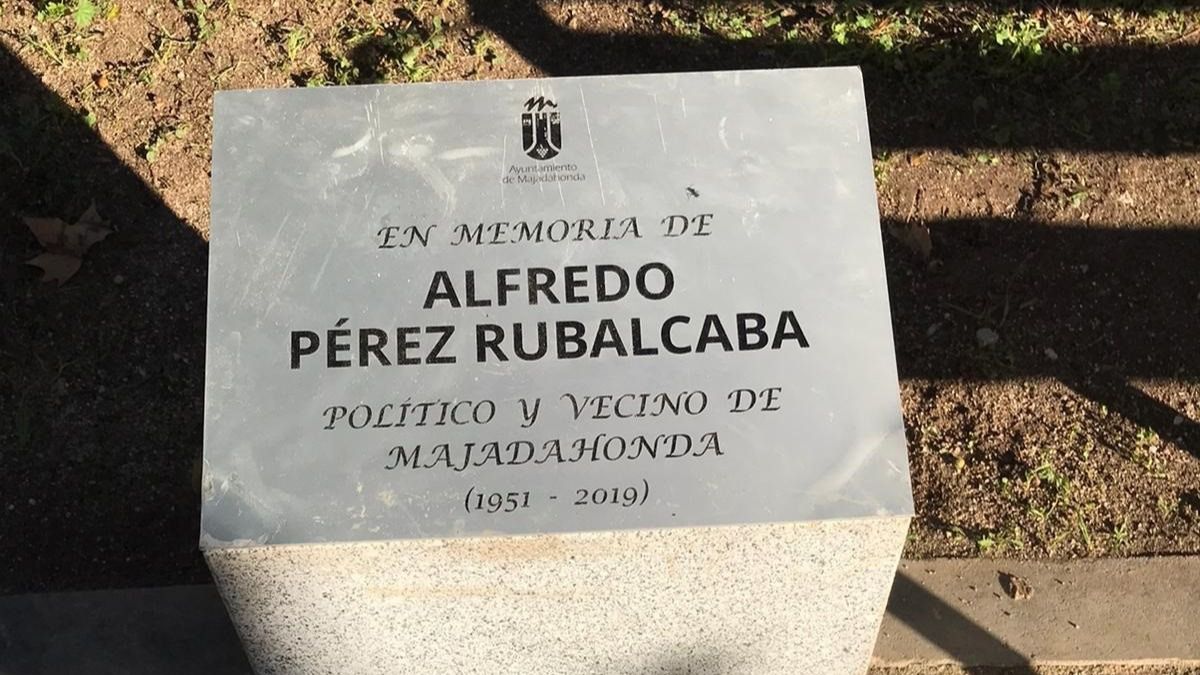 Ayuntamiento
de Majadahonda
EN MEMORIA DE
ALFREDO
PÉREZ RUBALCABA
POLÍTICO Y VECINO DE
MAJADAHONDA
(1951 - 2019)